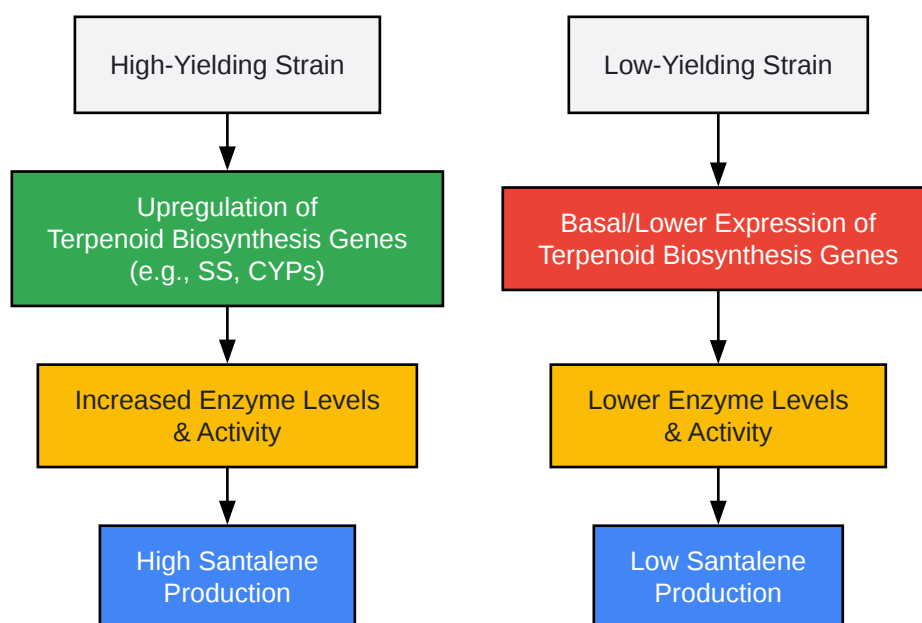 High-Yielding Strain
Low-Yielding Strain
Upregulation of
Terpenoid Biosynthesis Genes
(e.g., SS, CYPs)
Basal/Lower Expression of
Terpenoid Biosynthesis Genes
Increased Enzyme Levels
& Activity
Lower Enzyme Levels
& Activity
High Santalene
Production
Low Santalene
Production